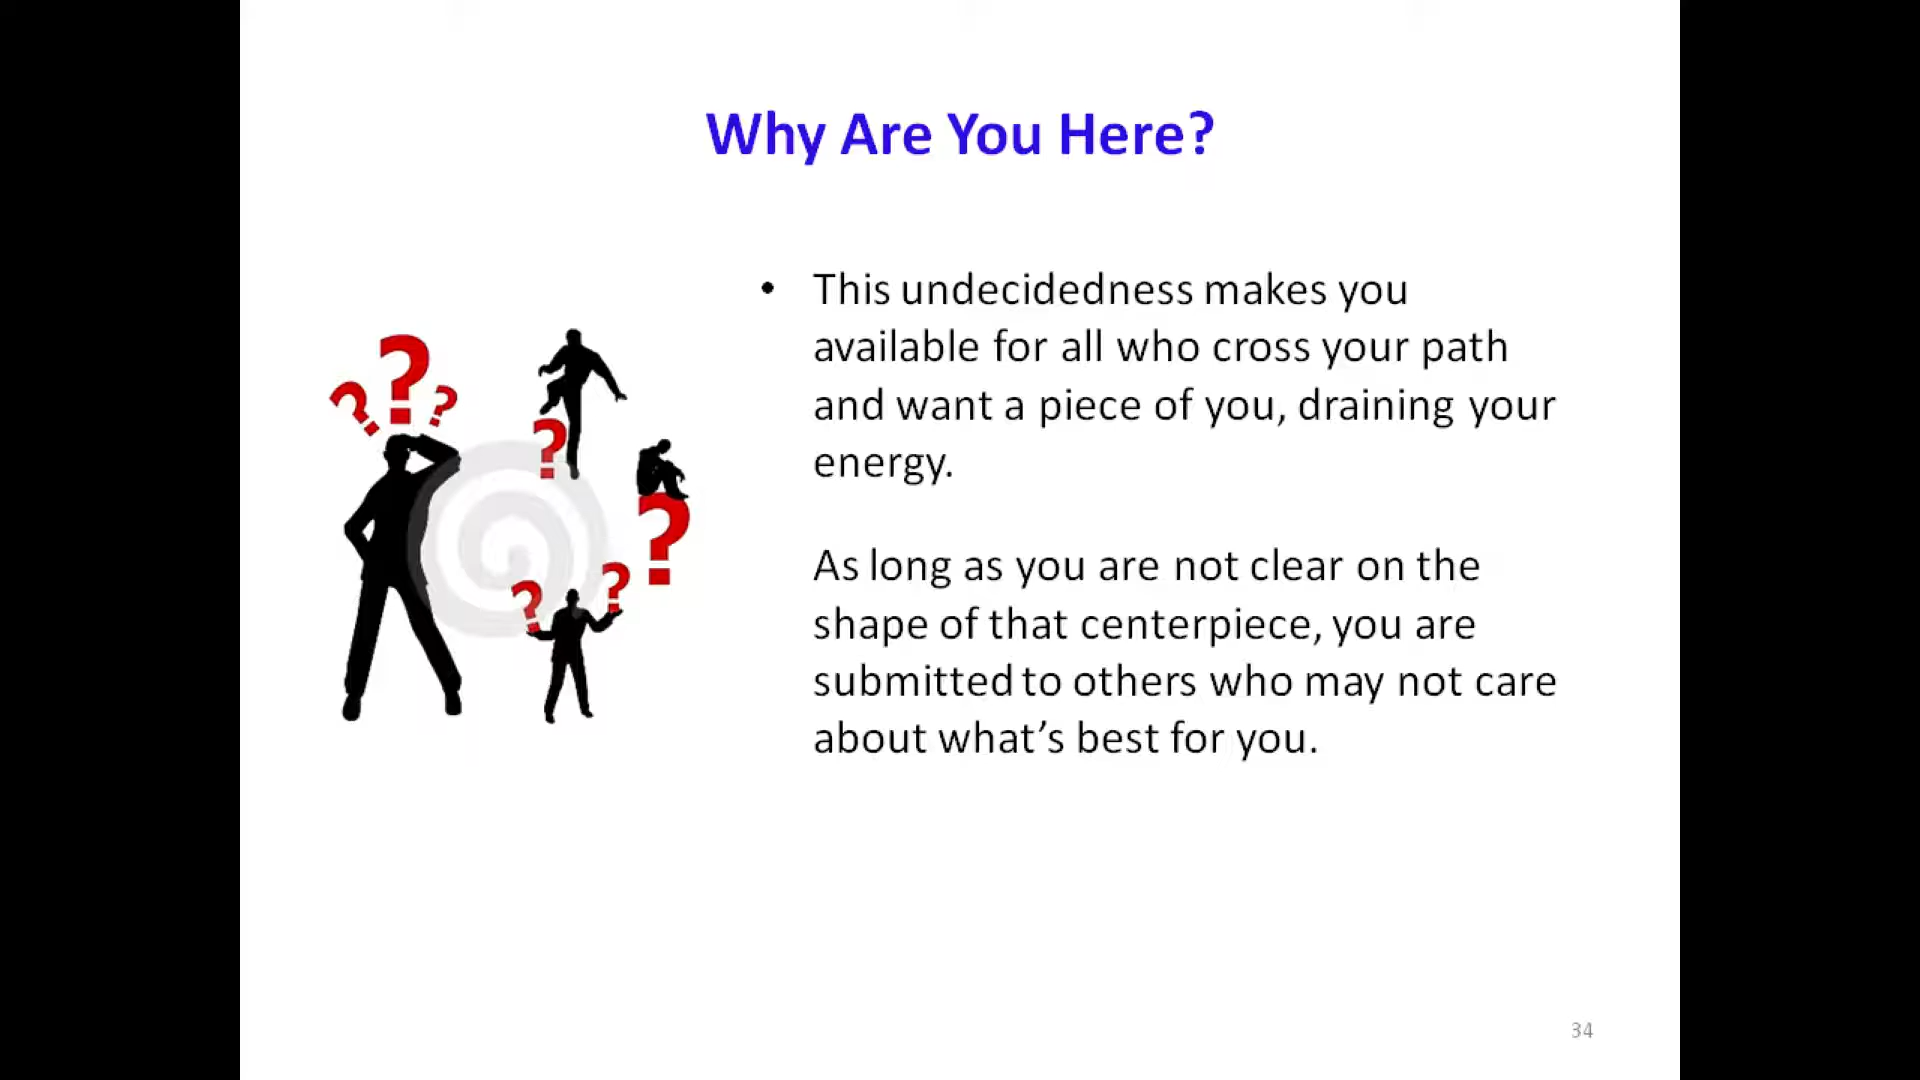 Why Are You Here?
? ? ?
?
?
? ?
• This undecidedness makes you
available for all who cross your path
and want a piece of you, draining your
energy.
As long as you are not clear on the
shape of that centerpiece, you are
submitted to others who may not care
about what’s best for you.
34